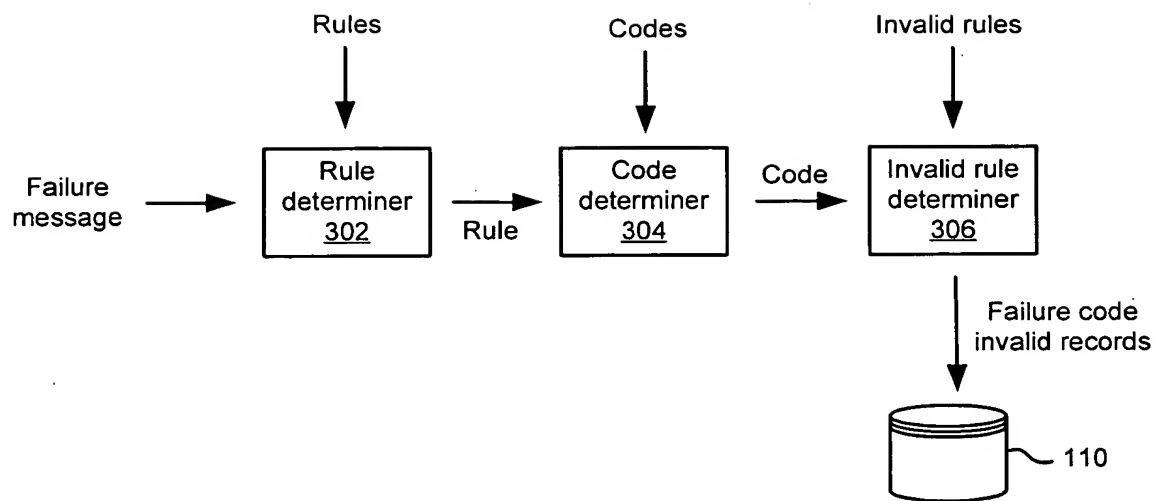 Rules
Codes
Invalid rules
Failure
message
Rule
determiner
302
Rule
Code
determiner
304
Code
Invalid rule
determiner
306
Failure code
invalid records
110